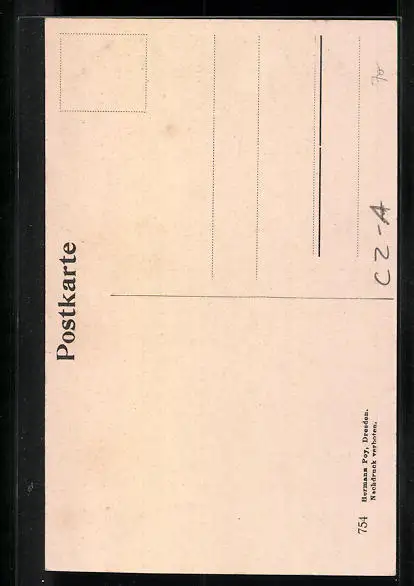 Postkarte
70
CZ-A
754 Hermann Poy, Dresden.
Nachdruck verboten.